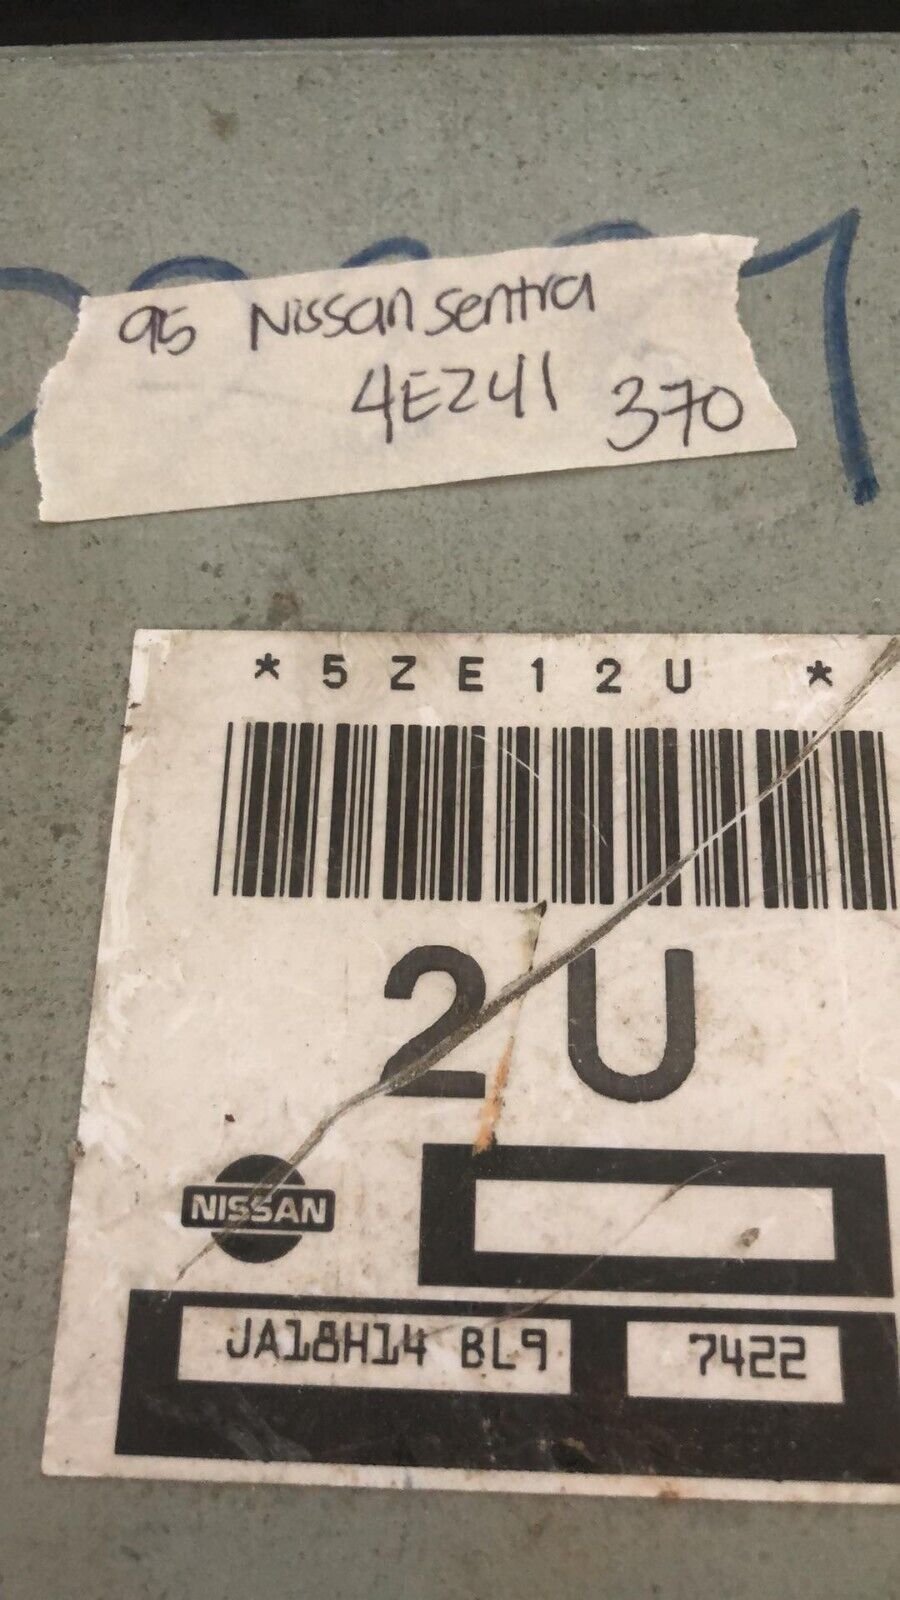 95 Nissan Sentra
4EZ41 370
*5ZE12U *
2U
NISSAN
JA18H14 BL9 7422